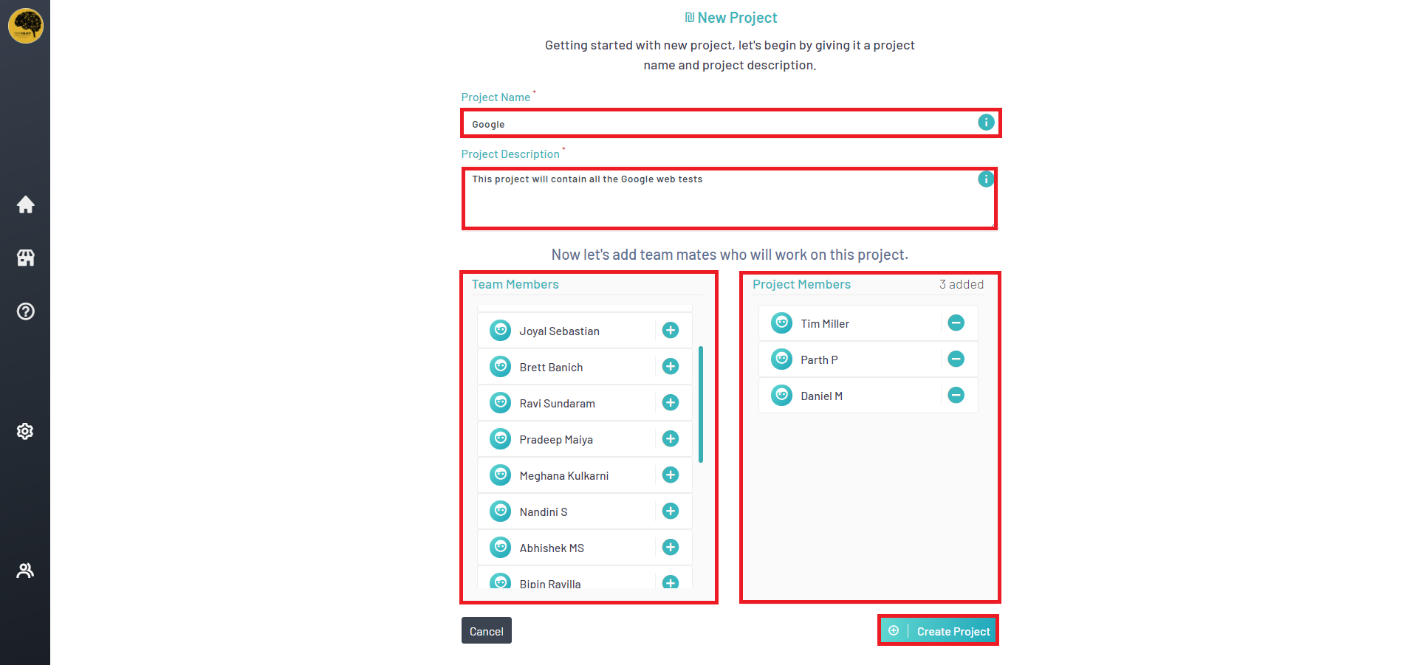 New Project
Getting started with new project, let's begin by giving it a project
name and project description.
Project Name *
Google
Project Description *
This project will contain all the Google web tests
Now let's add team mates who will work on this project.
Team Members
Joyal Sebastian
Brett Banich
Ravi Sundaram
Pradeep Maiya
Meghana Kulkarni
Nandini S
Abhishek MS
Bipin Ravilla
Project Members
3 added
Tim Miller
Parth P
Daniel M
Cancel
Create Project